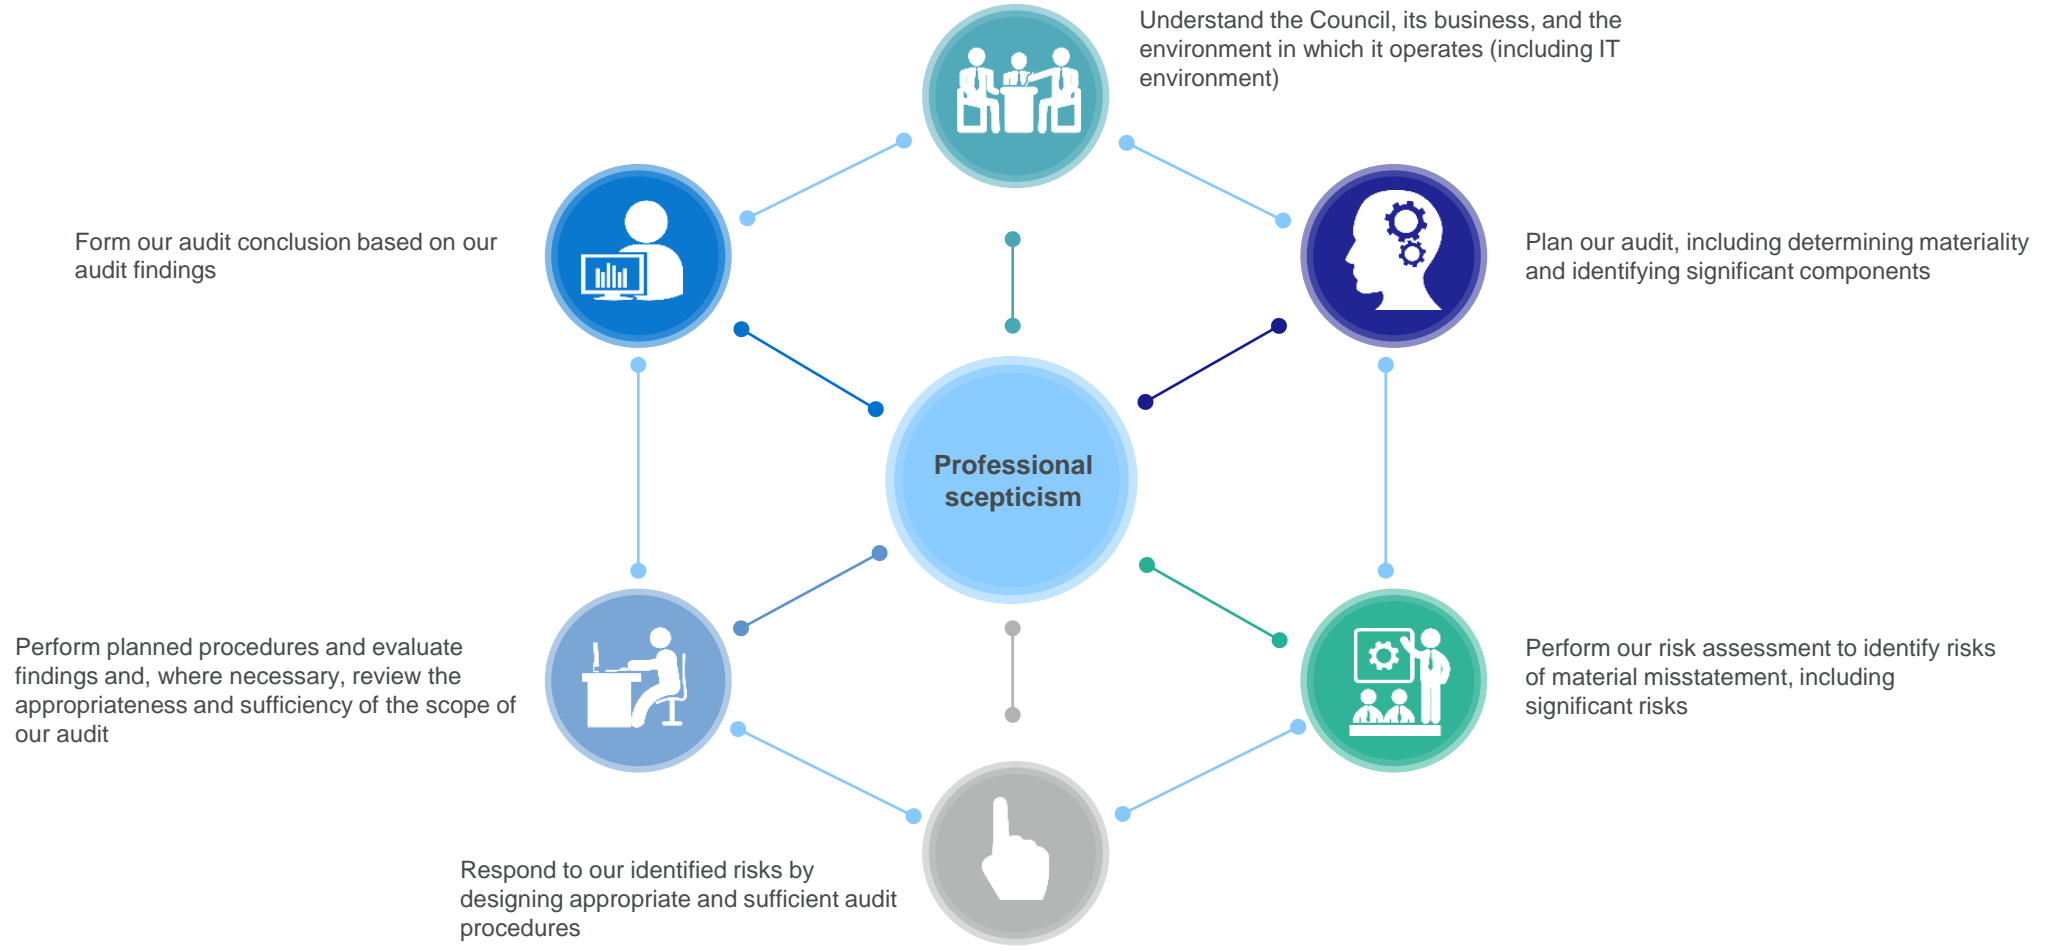 Understand the Council, its business, and the
environment in which it operates (including IT
environment)
Form our audit conclusion based on our
audit findings
Plan our audit, including determining materiality
and identifying significant components
Professional
scepticism
Perform planned procedures and evaluate
findings and, where necessary, review the
appropriateness and sufficiency of the scope of
our audit
Perform our risk assessment to identify risks
of material misstatement, including
significant risks
Respond to our identified risks by
designing appropriate and sufficient audit
procedures